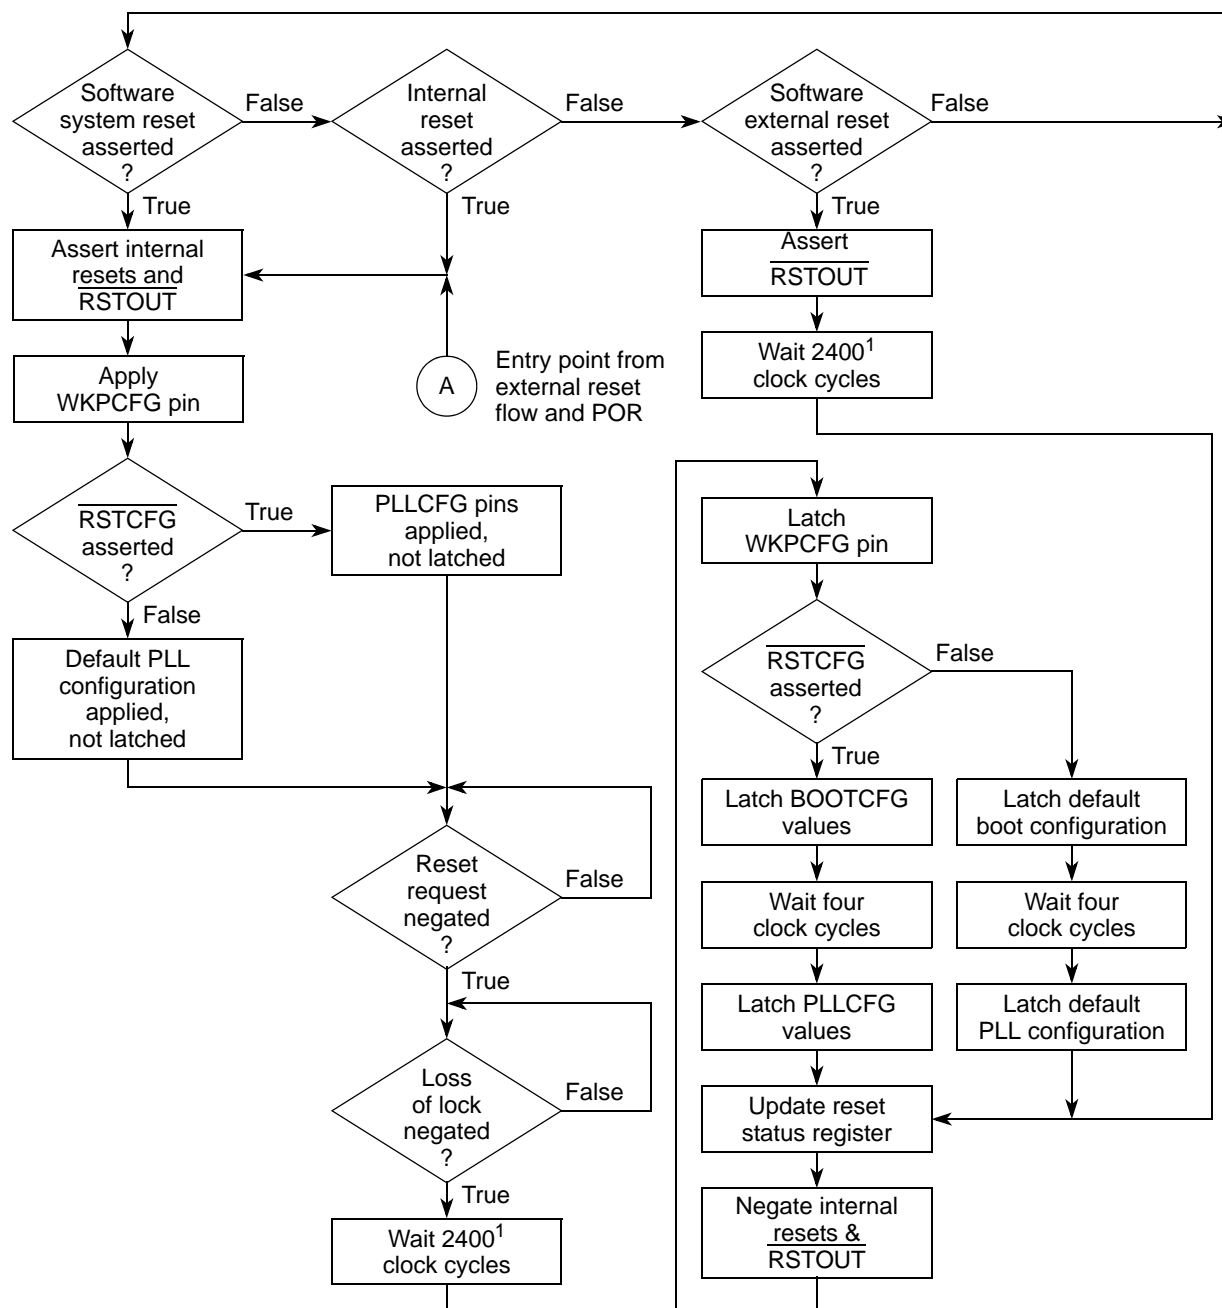 Software
system reset
asserted
?
False
True
Internal
reset
asserted
?
False
True
Software
external reset
asserted
?
False
True
Assert internal
resets and
RSTOUT
Assert
RSTOUT
Apply
WKPCFG pin
A
Entry point from
external reset
flow and POR
Wait 2400¹
clock cycles
RSTCFG
asserted
?
True
False
PLLCFG pins
applied,
not latched
Default PLL
configuration
applied,
not latched
Reset
request
negated
?
False
True
Loss
of lock
negated
?
False
True
Wait 2400¹
clock cycles
Latch
WKPCFG pin
RSTCFG
asserted
?
False
True
Latch BOOTCFG
values
Wait four
clock cycles
Latch PLLCFG
values
Latch default
boot configuration
Wait four
clock cycles
Latch default
PLL configuration
Update reset
status register
Negate internal
resets &
RSTOUT